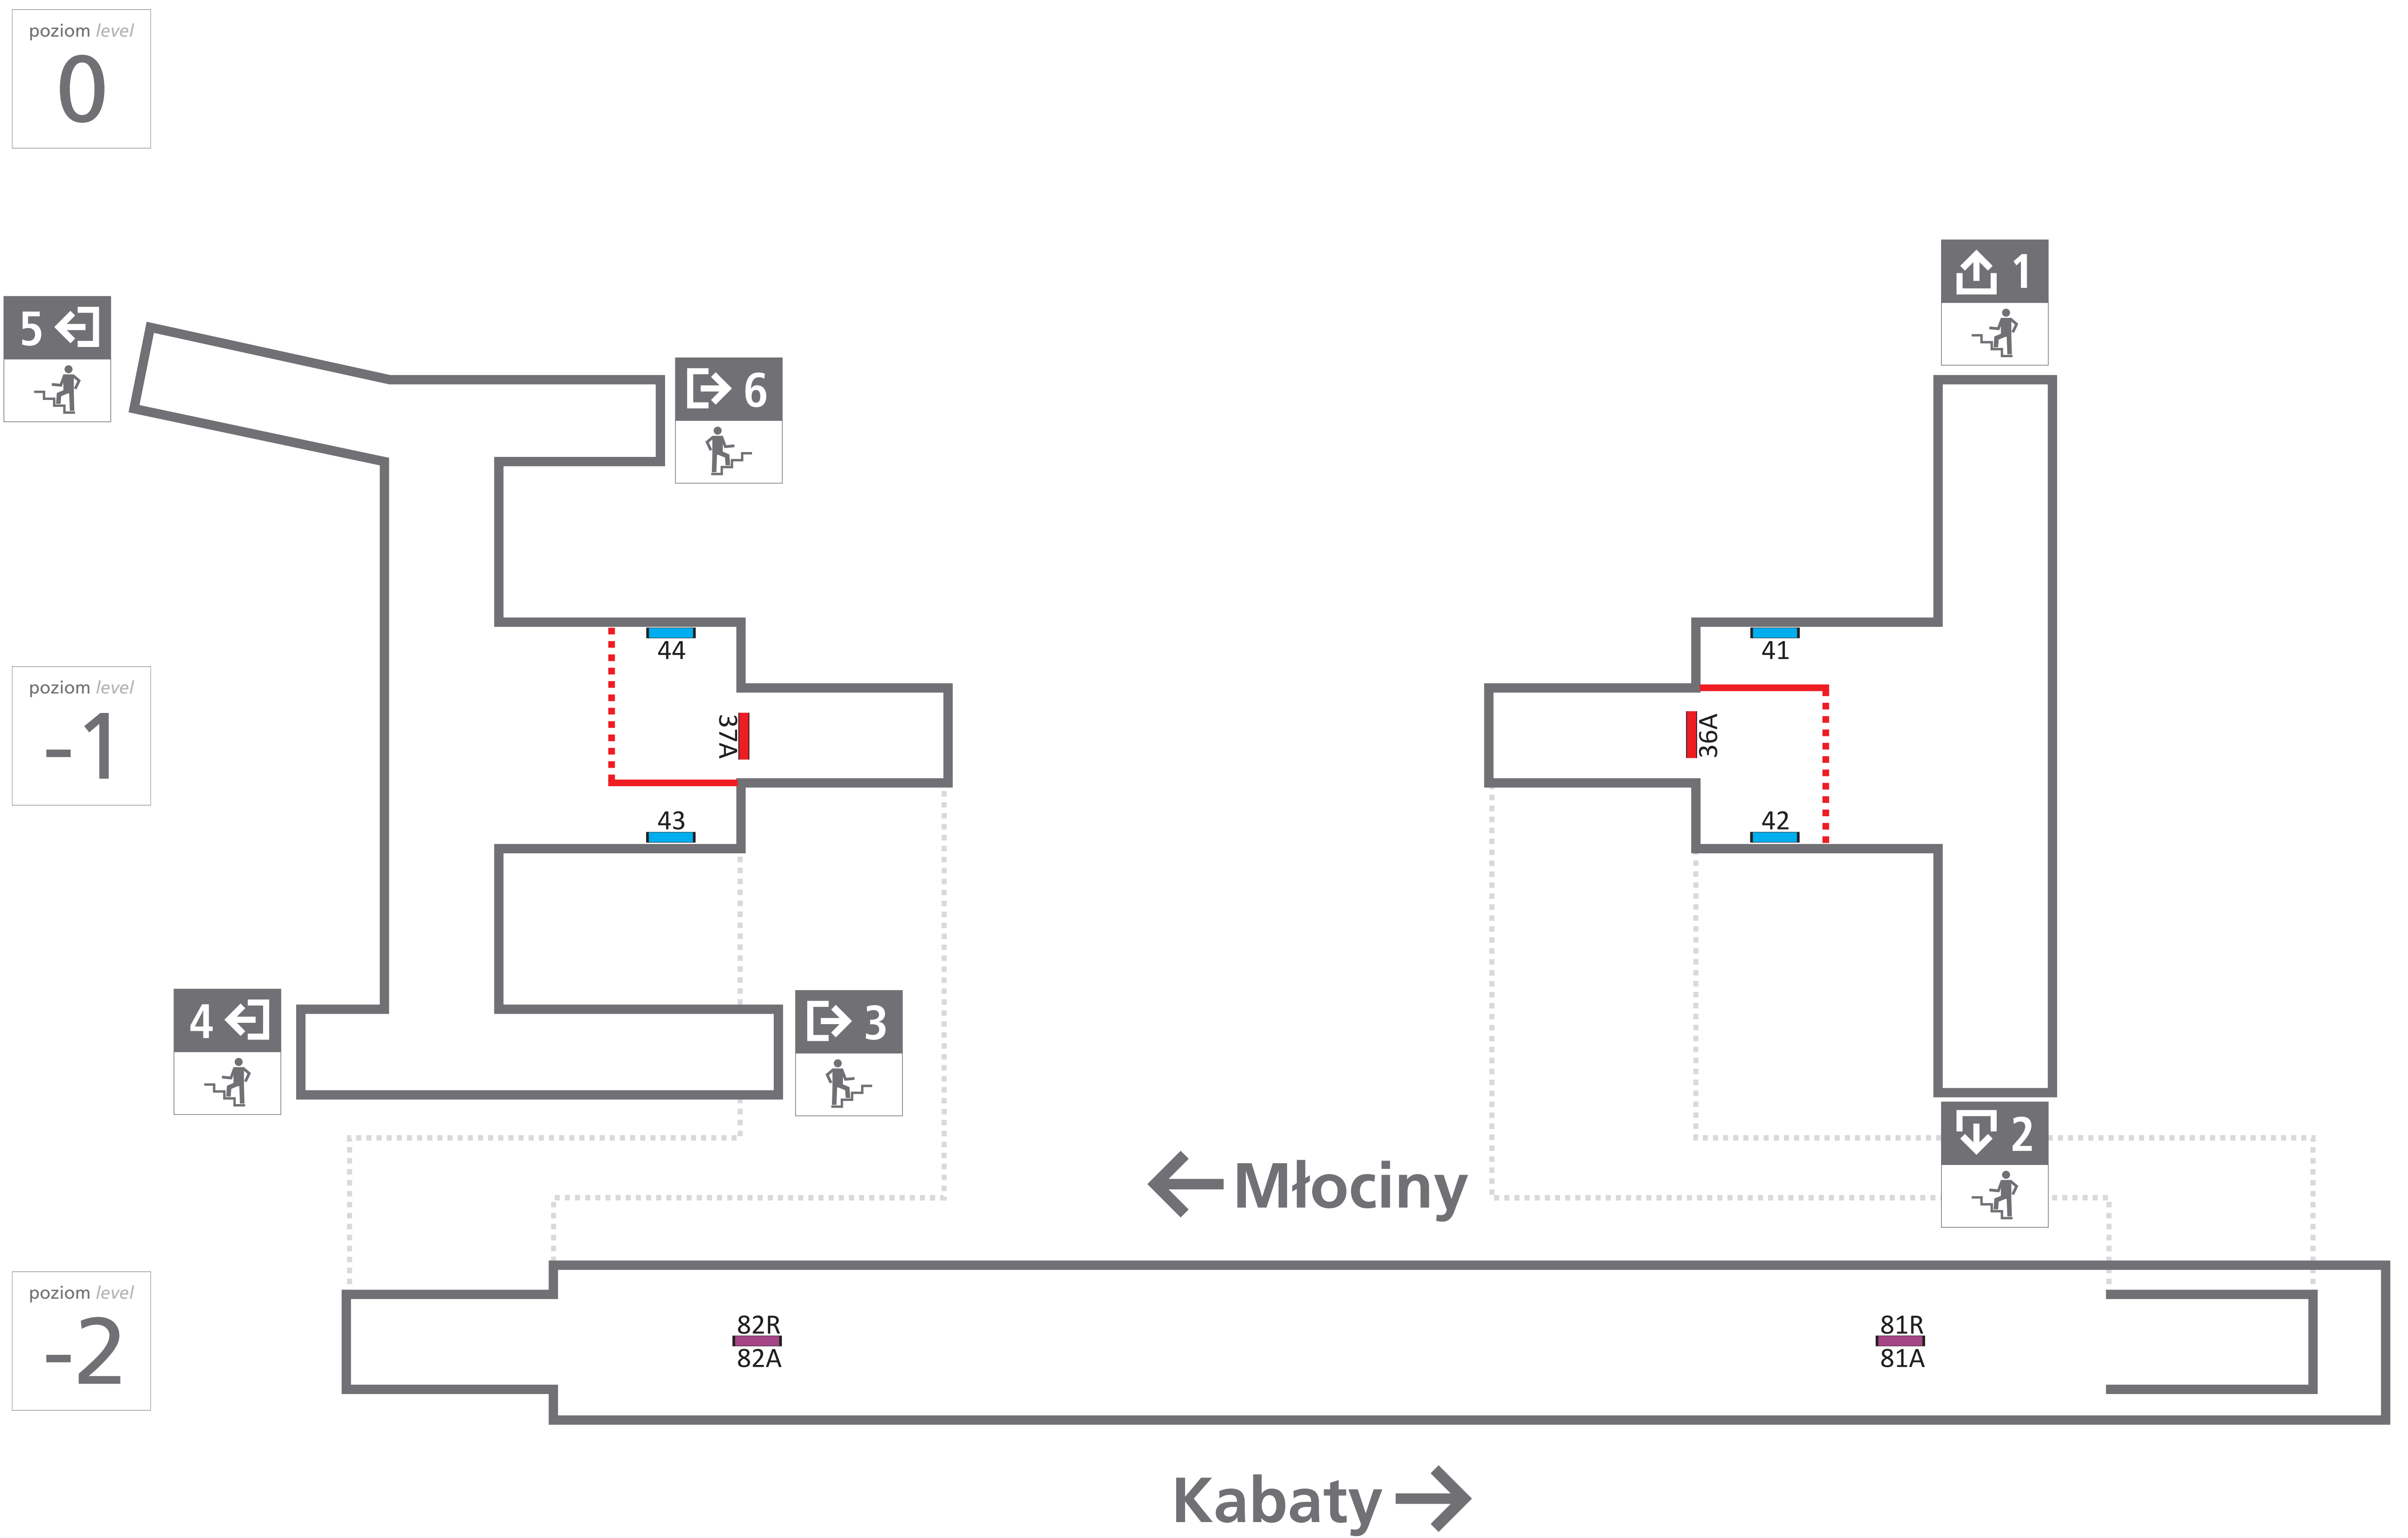 poziom level
0
1
5
6
44
41
poziom level
-1
37A
36A
43
42
4
3
2
Młociny
poziom level
-2
82R
82A
81R
81A
Kabaty